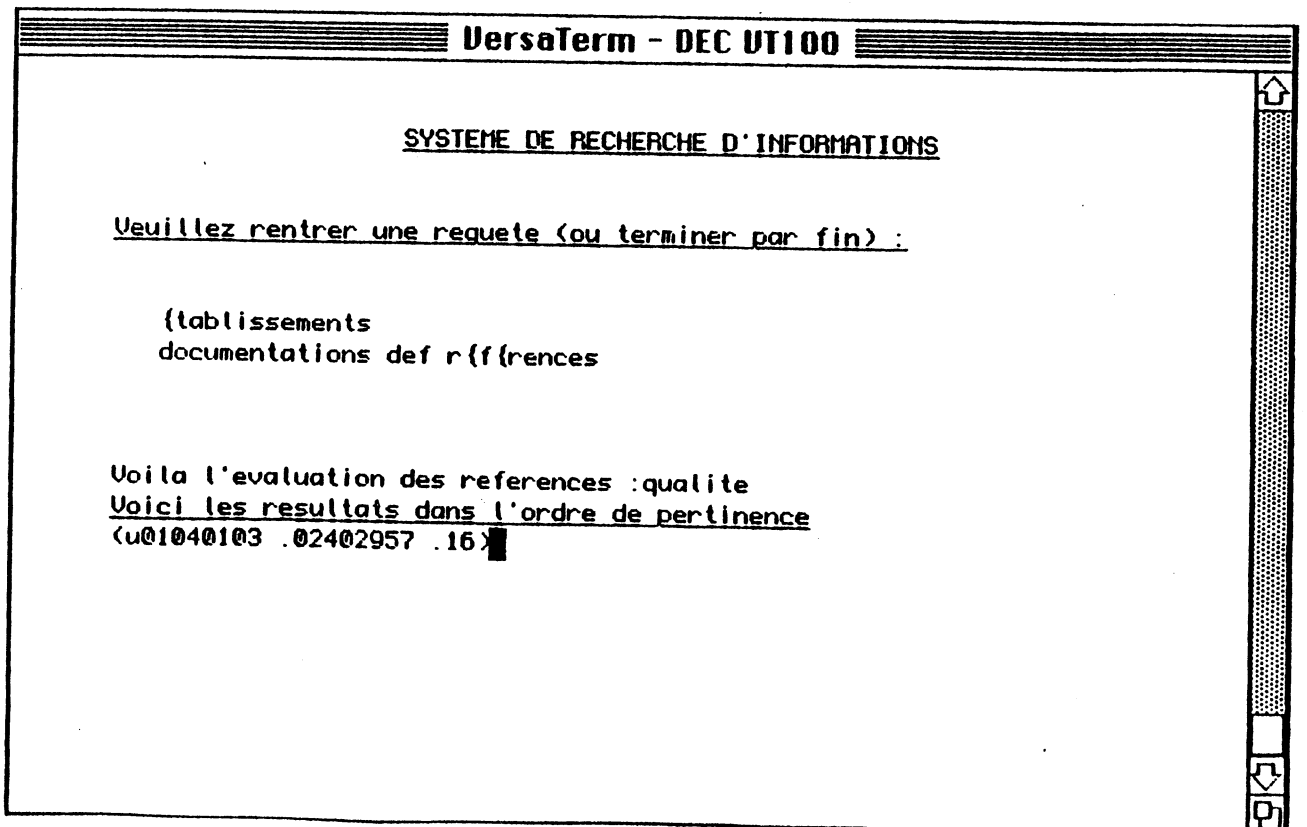 VersaTerm - DEC VT100
SYSTEME DE RECHERCHE D'INFORMATIONS
Veuillez rentrer une requete (ou terminer par fin) :
{tablissements
documentations def r{f{rences
Voila l'evaluation des references :qualite
Voici les resultats dans l'ordre de pertinence
(u01040103 .02402957 .16)